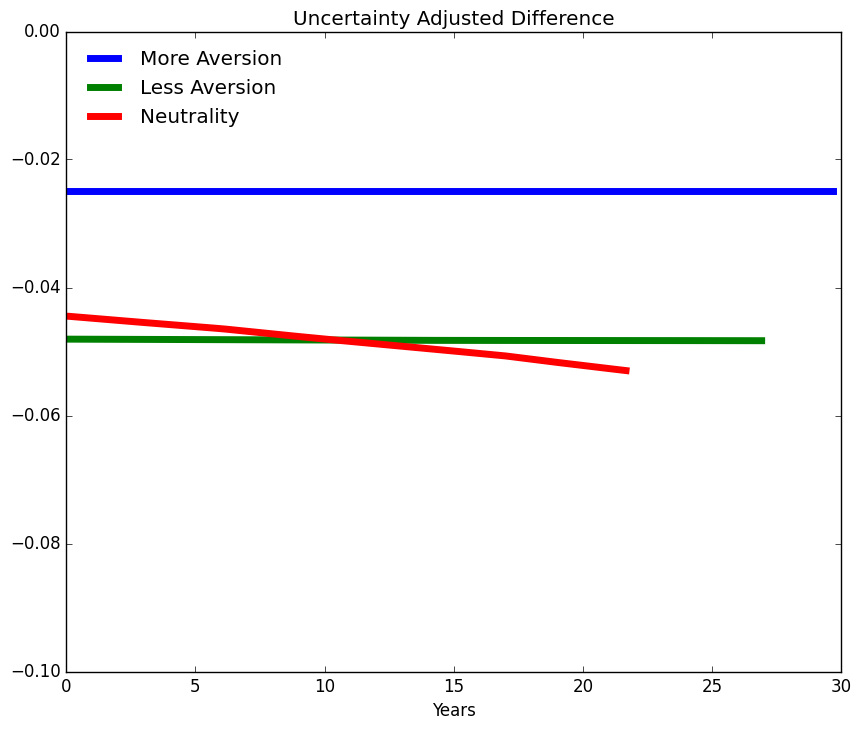 Uncertainty Adjusted Difference
0.00
More Aversion
Less Aversion
Neutrality
−0.02
−0.04
−0.06
−0.08
−0.10
0 5 10 15 20 25 30
Years